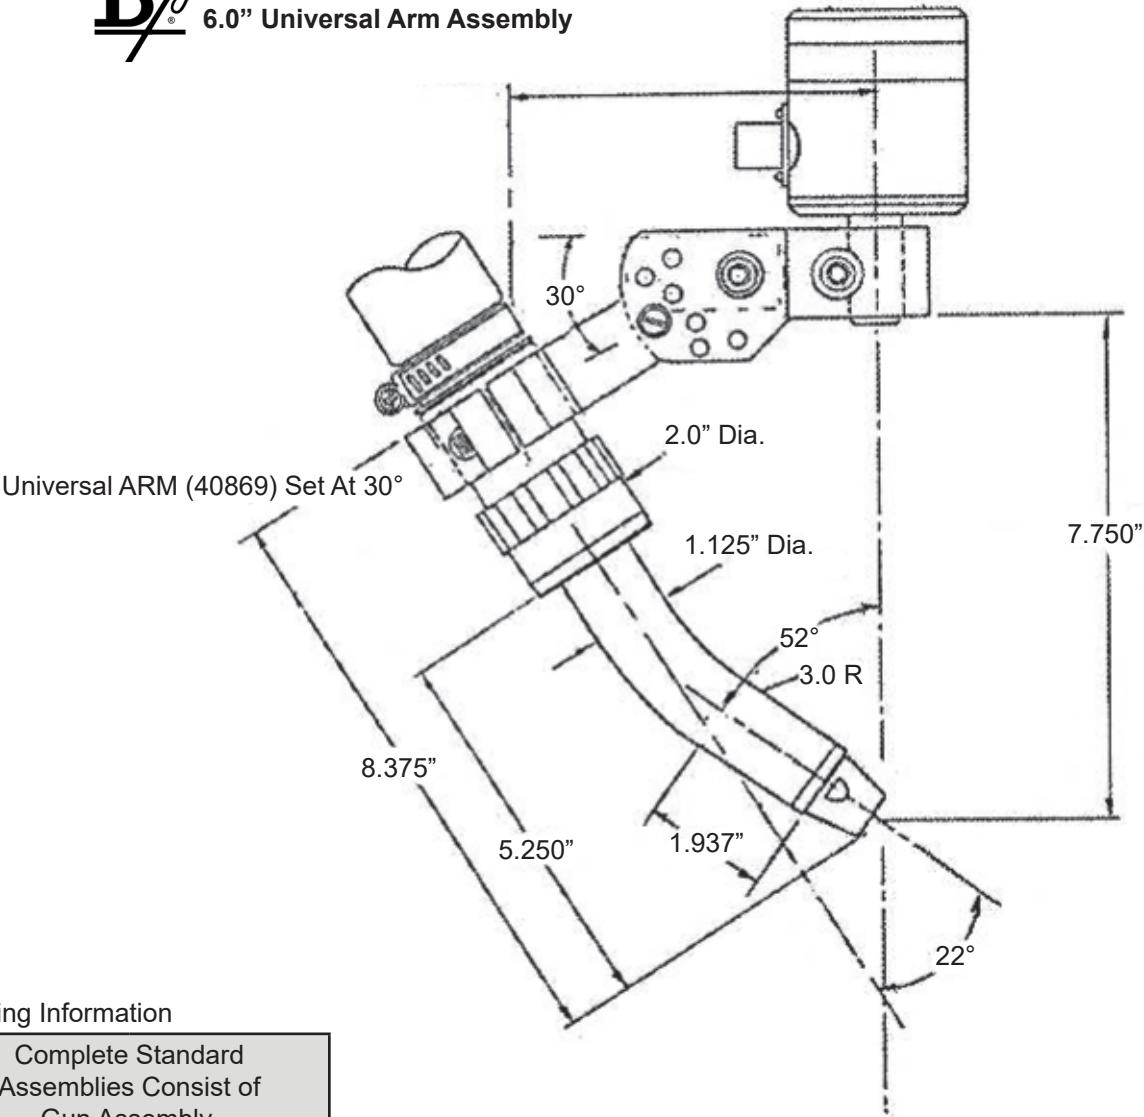 6.0” Universal Arm Assembly
30°
2.0” Dia.
Universal ARM (40869) Set At 30°
1.125” Dia.
7.750”
52°
3.0 R
8.375”
5.250”
1.937”
22°
Information
Complete Standard
Assemblies Consist of
Gun Assembly